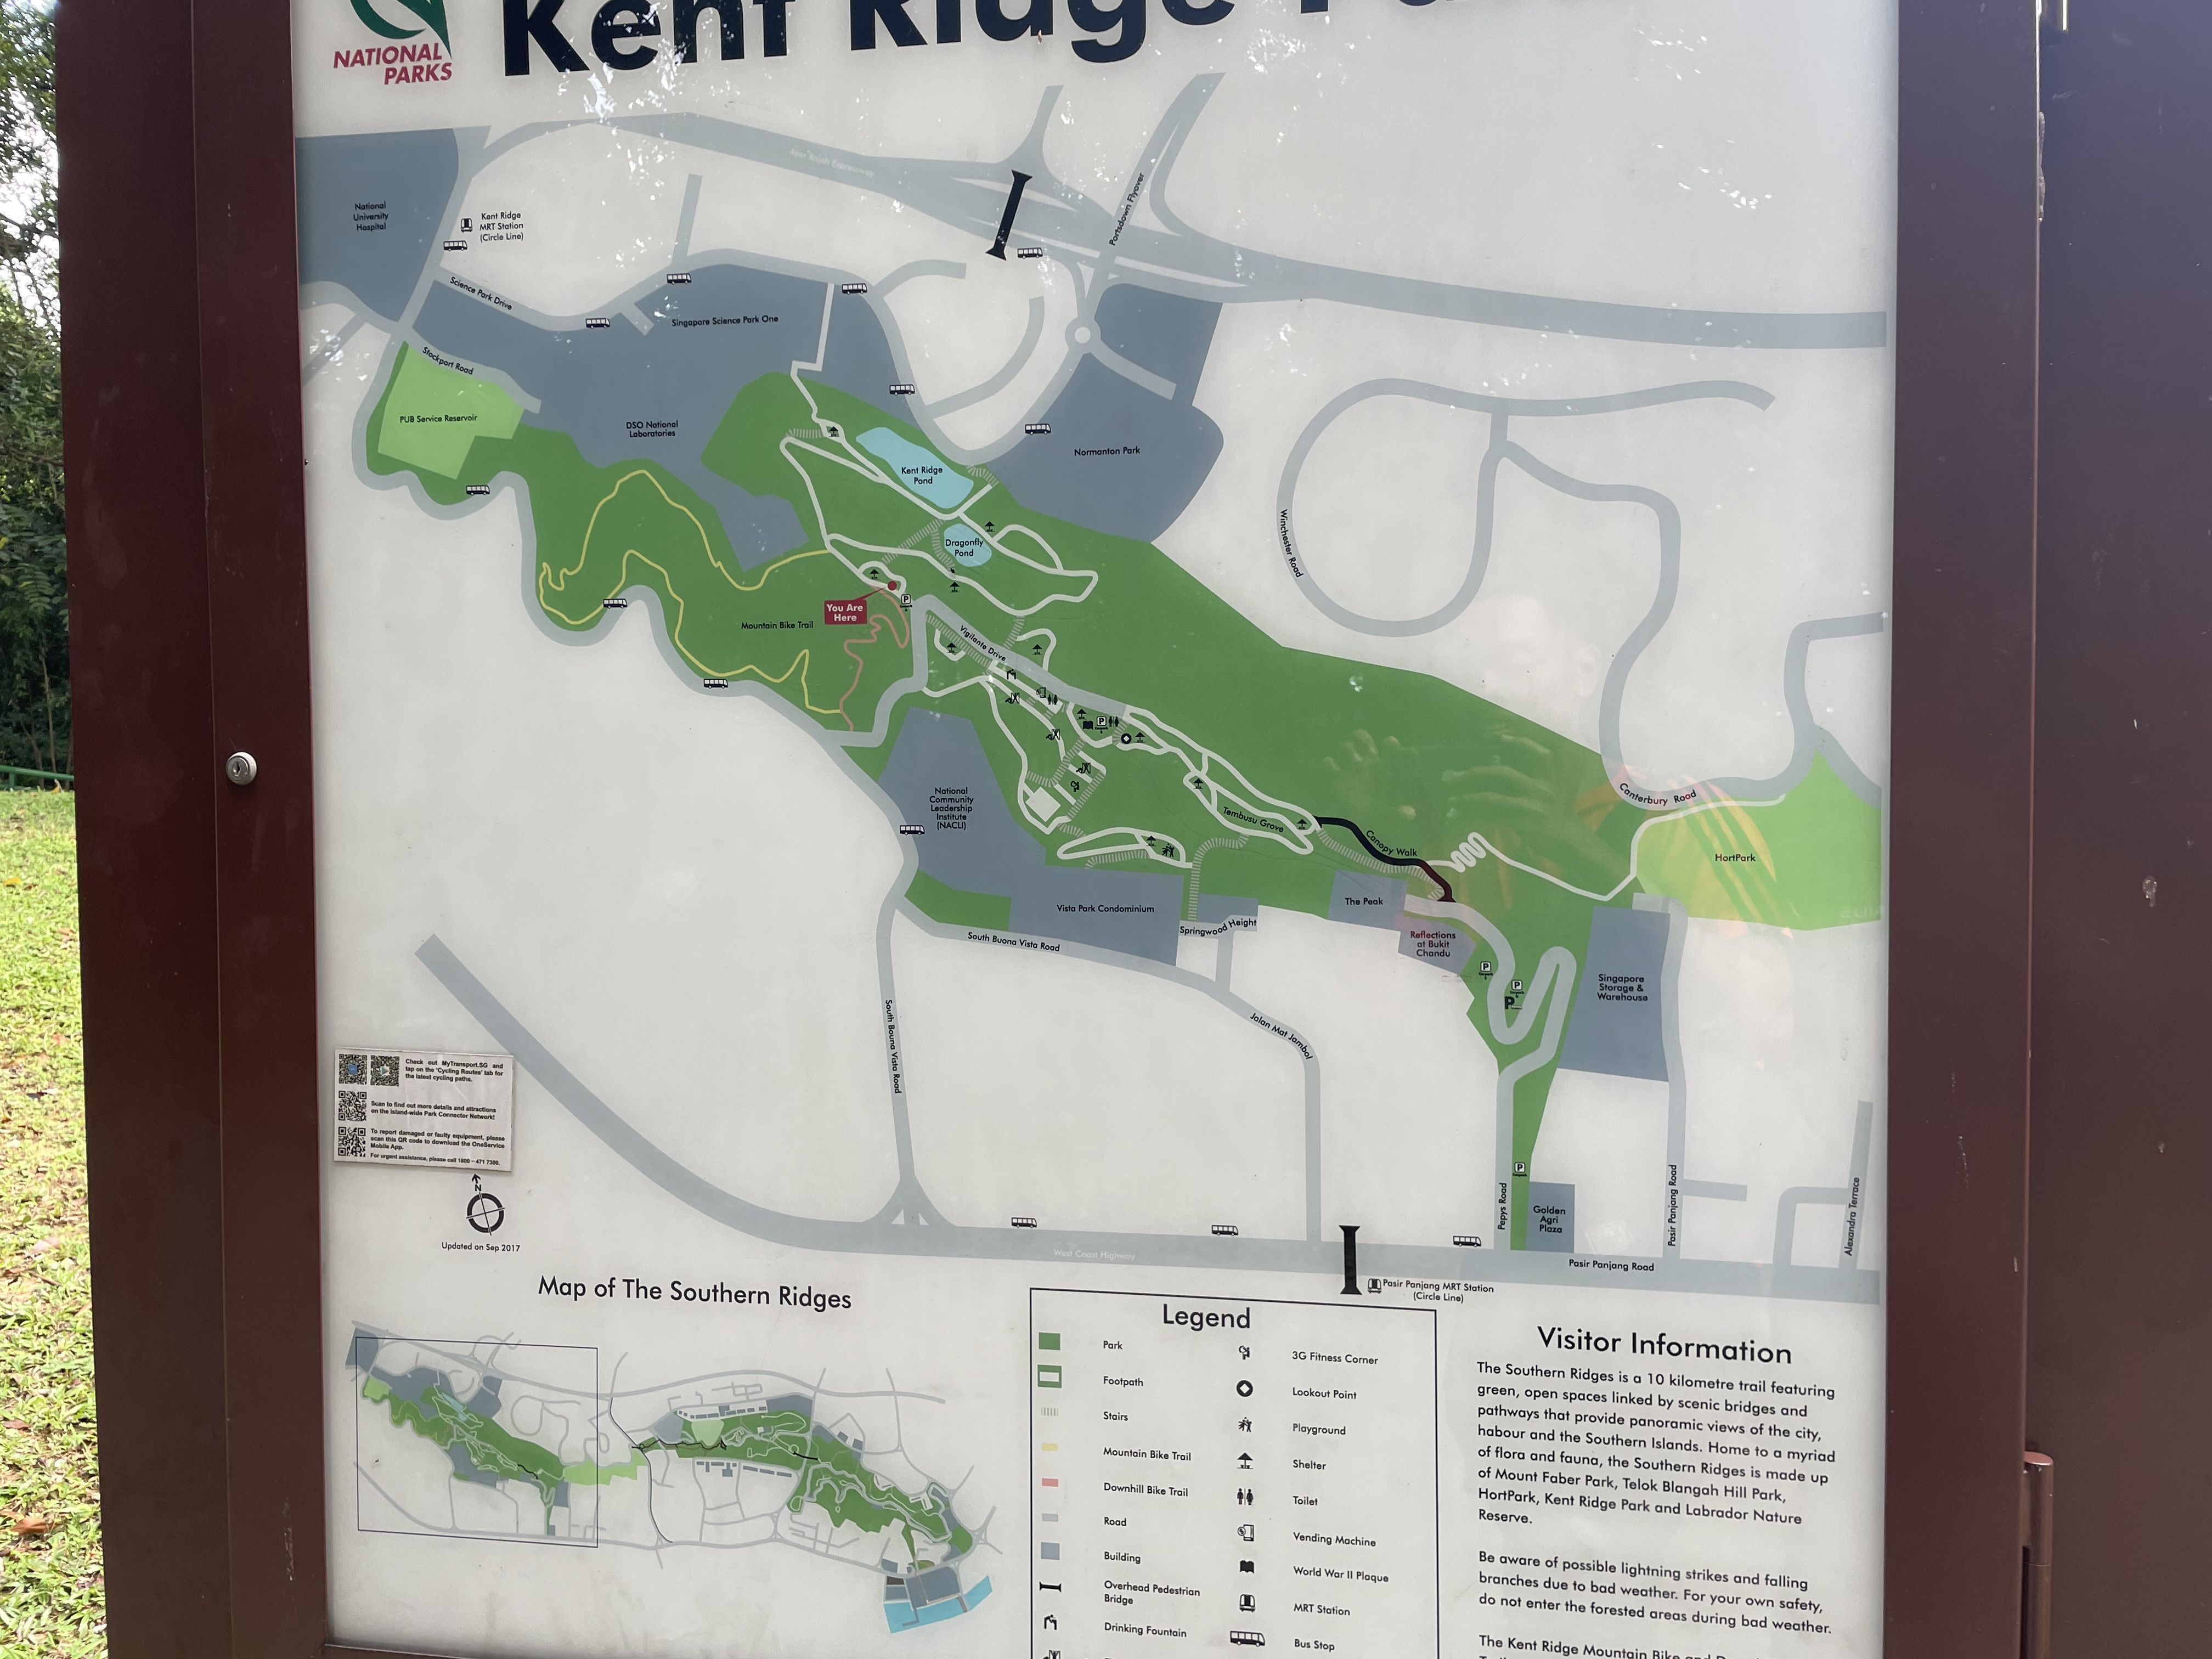 NATIONAL
PARKS
Kent Ridge
Ayer Rajah Expressway
Portsdown Flyover
National
University
Hospital
Kent Ridge
MRT Station
(Circle Line)
Science Park Drive
Singapore Science Park One
Stockport Road
PUB Service Reservoir
DSO National
Laboratories
Kent Ridge
Pond
Normanton Park
Dragonfly
Pond
Winchester Road
You Are
Here
Mountain Bike Trail
Vigilante Drive
P
P
National
Community
Leadership
Institute
(NACLI)
Tembusu Grove
Canopy Walk
Canterbury Road
HortPark
Vista Park Condominium
The Peak
Springwood Height
Reflections
at Bukit
Chandu
South Buona Vista Road
P
P
P
Singapore
Storage &
Warehouse
South Bouna Vista Road
Jalan Mat Jambol
Check out MyTransport.SG and
tap on the 'Cycling Routes' tab for
the latest cycling paths.
Scan to find out more details and attractions
on the island-wide Park Connector Network!
To report damaged or faulty equipment, please
scan this QR code to download the OneService
Mobile App.
For urgent assistance, please call 1800 – 471 7300.
N
Updated on Sep 2017
P
Pepys Road
Golden
Agri
Plaza
Pasir Panjang Road
Alexandra Terrace
West Coast Highway
Pasir Panjang Road
Pasir Panjang MRT Station
(Circle Line)
Map of The Southern Ridges
Legend
Park
Footpath
Stairs
Mountain Bike Trail
Downhill Bike Trail
Road
Building
Overhead Pedestrian
Bridge
Drinking Fountain
3G Fitness Corner
Lookout Point
Playground
Shelter
Toilet
Vending Machine
World War II Plaque
MRT Station
Bus Stop
Visitor Information
The Southern Ridges is a 10 kilometre trail featuring
green, open spaces linked by scenic bridges and
pathways that provide panoramic views of the city,
habour and the Southern Islands. Home to a myriad
of flora and fauna, the Southern Ridges is made up
of Mount Faber Park, Telok Blangah Hill Park,
HortPark, Kent Ridge Park and Labrador Nature
Reserve.
Be aware of possible lightning strikes and falling
branches due to bad weather. For your own safety,
do not enter the forested areas during bad weather.
The Kent Ridge Mountain Bike and